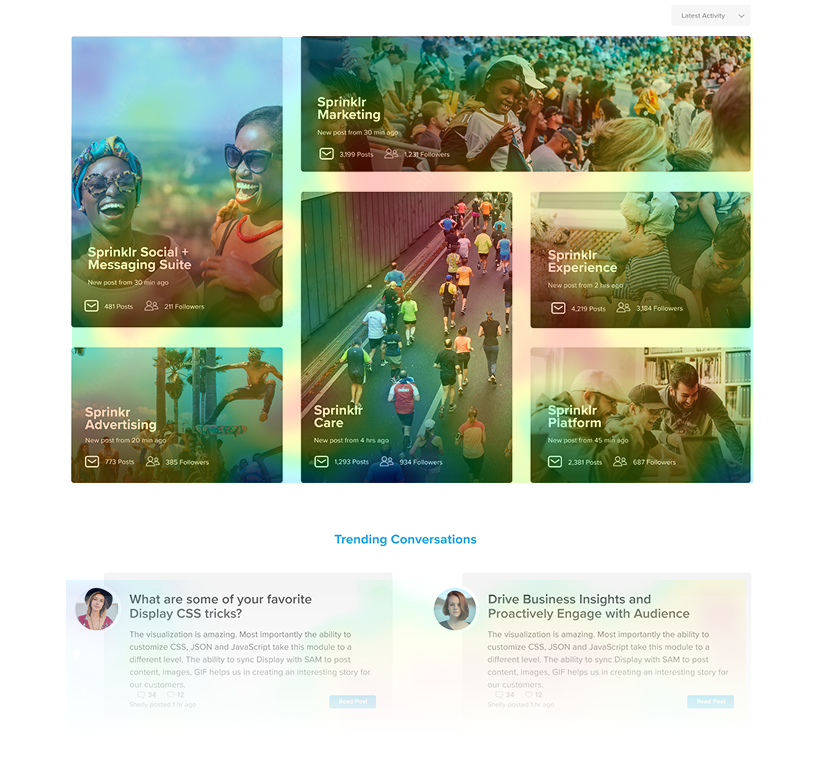 Latest Activity
Sprinklr Social +
Messaging Suite
New post from 30 min ago
481 Posts
211 Followers
Sprinklr
Marketing
New post from 30 min ago
3,199 Posts
1,231 Followers
Sprinklr
Care
New post from 4 hrs ago
1,293 Posts
934 Followers
Sprinklr
Experience
New post from 2 hrs ago
4,219 Posts
3,184 Followers
Sprinkr
Advertising
New post from 20 min ago
773 Posts
385 Followers
Sprinklr
Platform
New post from 45 min ago
2,381 Posts
687 Followers
Trending Conversations
What are some of your favorite
Display CSS tricks?
The visualization is amazing. Most importantly the ability to
customize CSS, JSON and JavaScript take this module to a
different level. The ability to sync Display with SAM to post
content, images, GIF helps us in creating an interesting story for
our customers.
34
12
Shelly posted 1 hr ago
Read Post
Drive Business Insights and
Proactively Engage with Audience
The visualization is amazing. Most importantly the ability to
customize CSS, JSON and JavaScript take this module to a
different level. The ability to sync Display with SAM to post
content, images, GIF helps us in creating an interesting story for
our customers.
34
12
Shelly posted 1 hr ago
Read Post